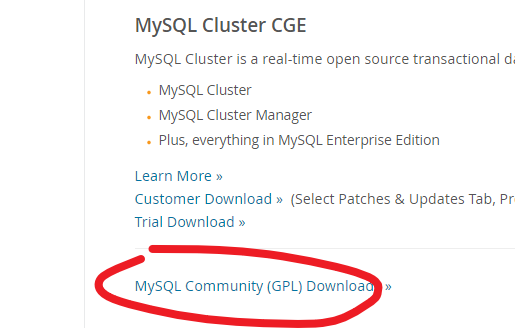 MySQL Cluster CGE
MySQL Cluster is a real-time open source transactional
MySQL Cluster
MySQL Cluster Manager
Plus, everything in MySQL Enterprise Edition
Learn More »
Customer Download » (Select Patches & Updates Tab,
Trial Download »
MySQL Community (GPL) Downloads »